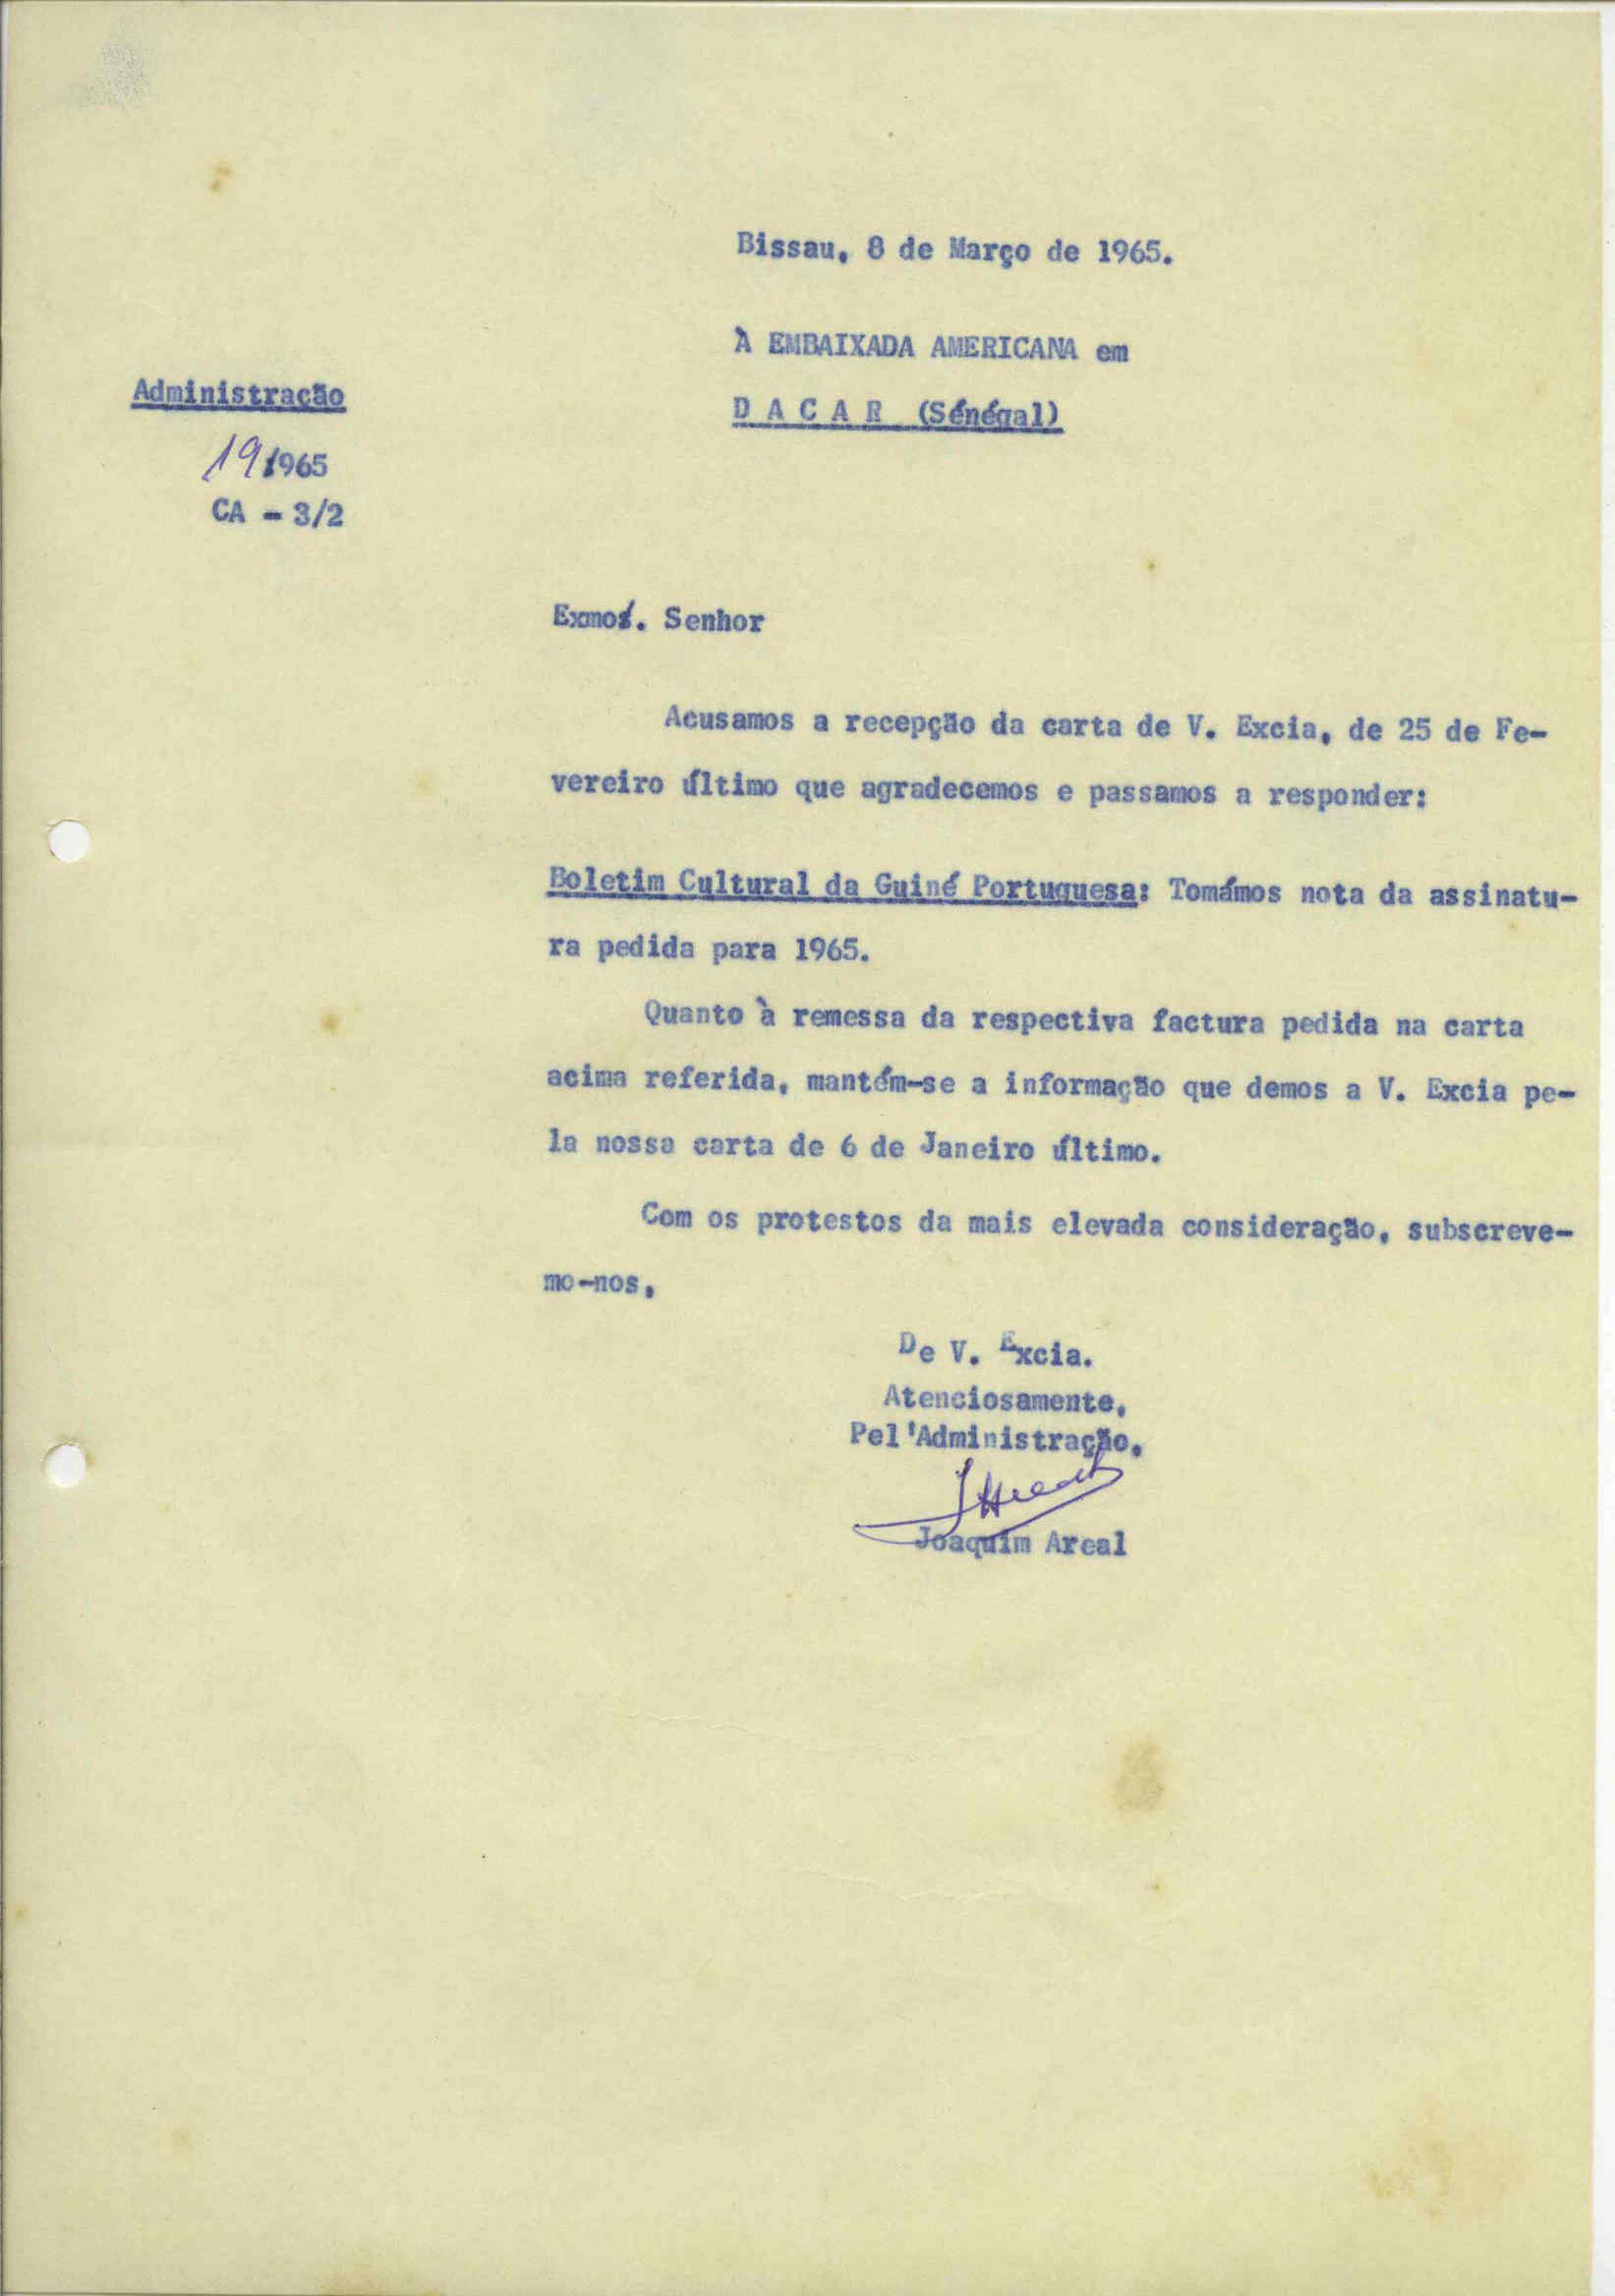 Bissau, 8 de Março de 1965.
À EMBAIXADA AMERICANA em
D A C A R (Sénégal)
Administração
19/1965
CA - 3/2
Exmo. Senhor
Acusamos a recepção da carta de V. Excia, de 25 de Fe-
vereiro último que agradecemos e passamos a responder:
Boletim Cultural da Guiné Portuguesa: Tomámos nota da assinatu-
ra pedida para 1965.
Quanto à remessa da respectiva factura pedida na carta
acima referida, mantém-se a informação que demos a V. Excia pe-
la nossa carta de 6 de Janeiro último.
Com os protestos da mais elevada consideração, subscreve-
mo-nos,
De V. Excia.
Atenciosamente,
Pel'Administração,
JAreal
Joaquim Areal